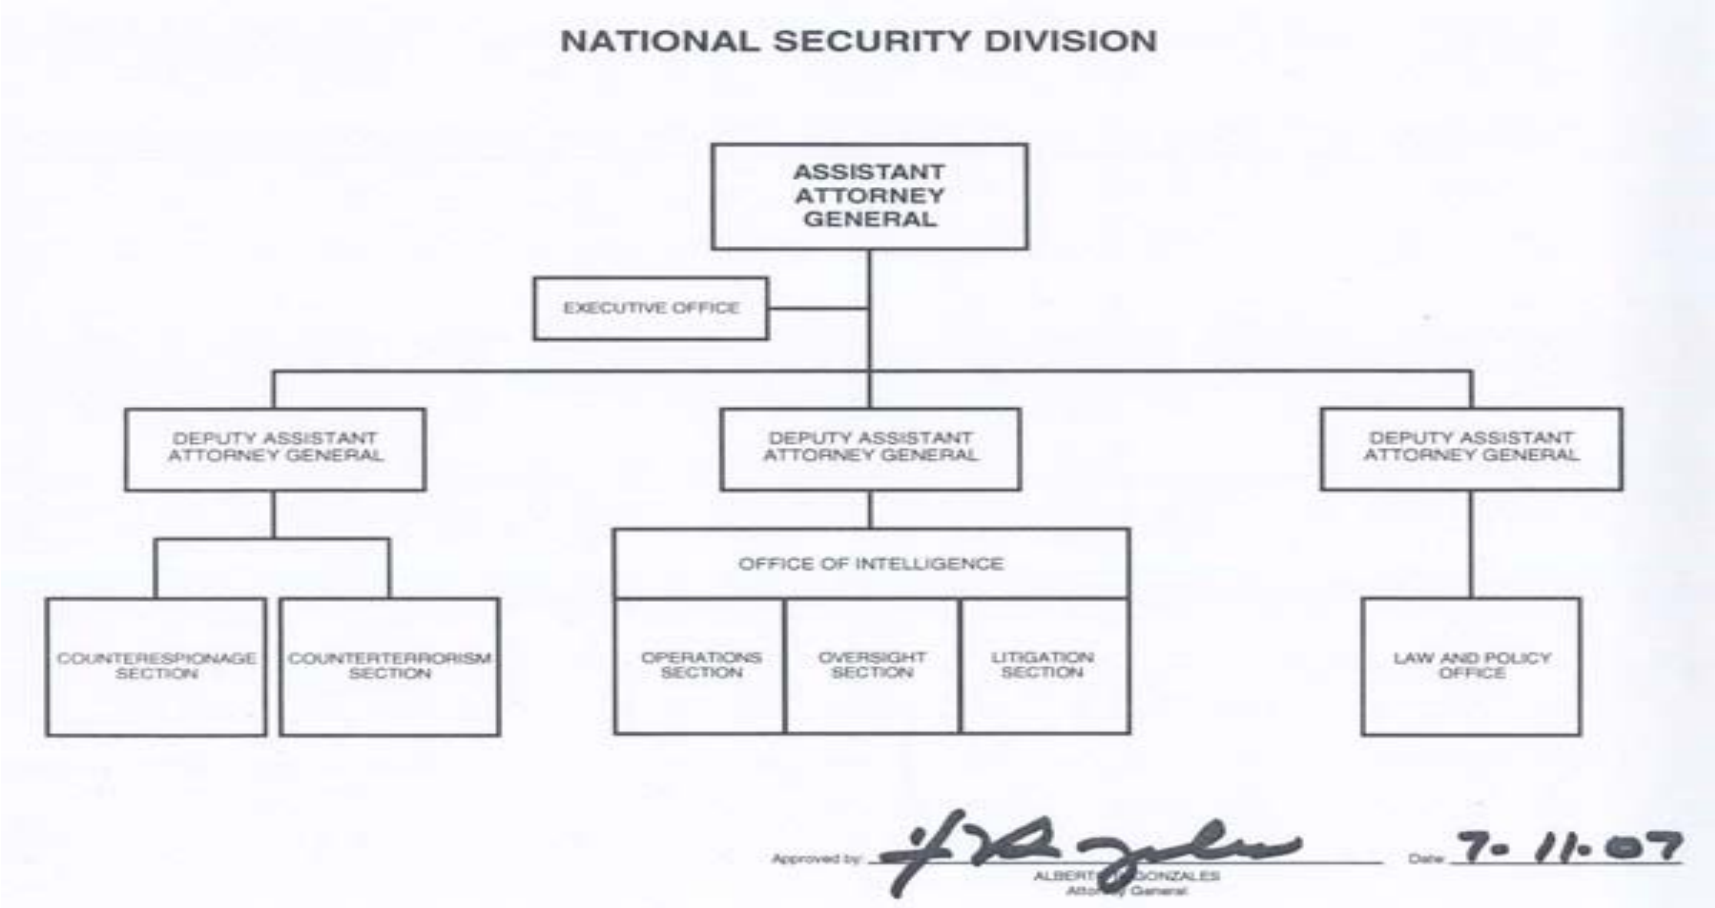 NATIONAL SECURITY DIVISION
ASSISTANT
ATTORNEY
GENERAL
EXECUTIVE OFFICE
DEPUTY ASSISTANT
ATTORNEY GENERAL
DEPUTY ASSISTANT
ATTORNEY GENERAL
DEPUTY ASSISTANT
ATTORNEY GENERAL
OFFICE OF INTELLIGENCE
COUNTERESPIONAGE
SECTION
COUNTERTERRORISM
SECTION
OPERATIONS
SECTION
OVERSIGHT
SECTION
LITIGATION
SECTION
LAW AND POLICY
OFFICE
Approved by:
Date 7-11-07
GONZALES
Attorney General